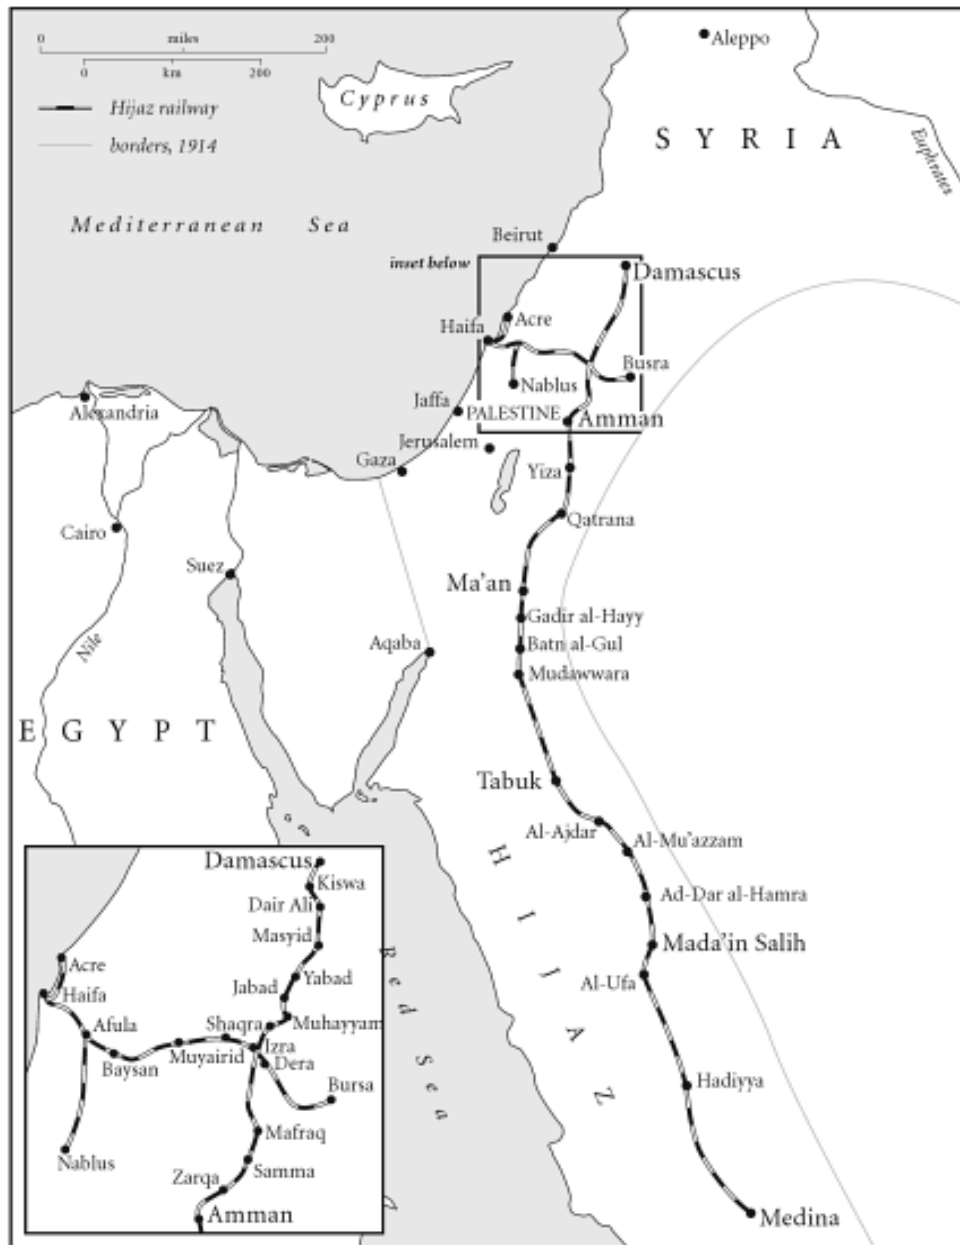 0 miles 200
0 km 200
Hijaz railway
borders, 1914
Aleppo
Cyprus
SYRIA
Euphrates
Mediterranean Sea
Beirut
inset below
Damascus
Acre
Haifa
Busra
Nablus
Jaffa
PALESTINE
Amman
Alexandria
Jerusalem
Gaza
Yiza
Qatrana
Cairo
Suez
Ma'an
Gadir al-Hayy
Batn al-Gul
Aqaba
Mudawwara
Nile
EGYPT
Tabuk
Al-Ajdar
Al-Mu'azzam
HIJAZ
Ad-Dar al-Hamra
Mada'in Salih
Al-Ufa
Red Sea
Hadiyya
Medina
Damascus
Kiswa
Dair Ali
Masyid
Yabad
Jabad
Muhayyam
Shaqra
Izra
Dera
Acre
Haifa
Afula
Baysan
Muyairid
Bursa
Mafraq
Nablus
Samma
Zarqa
Amman